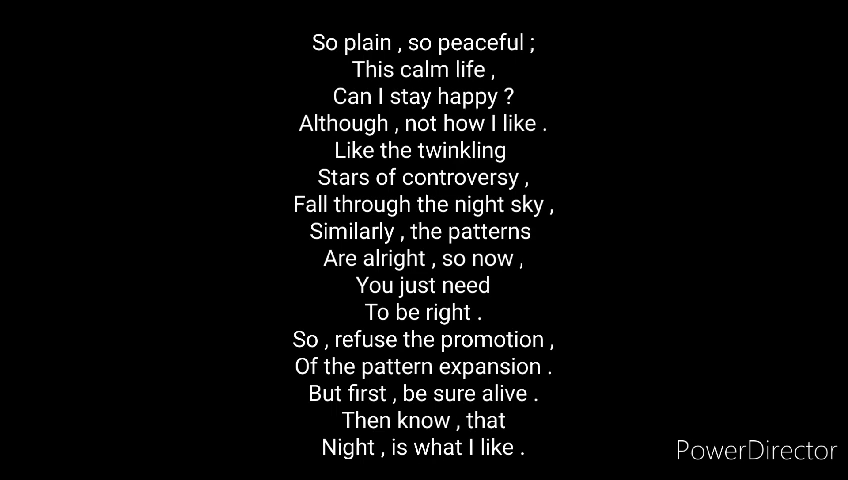 So plain , so peaceful ;
This calm life ,
Can I stay happy ?
Although , not how I like .
Like the twinkling
Stars of controversy ,
Fall through the night sky ,
Similarly , the patterns
Are alright , so now ,
You just need
To be right .
So , refuse the promotion ,
Of the pattern expansion .
But first , be sure alive .
Then know , that
Night , is what I like .
PowerDirector